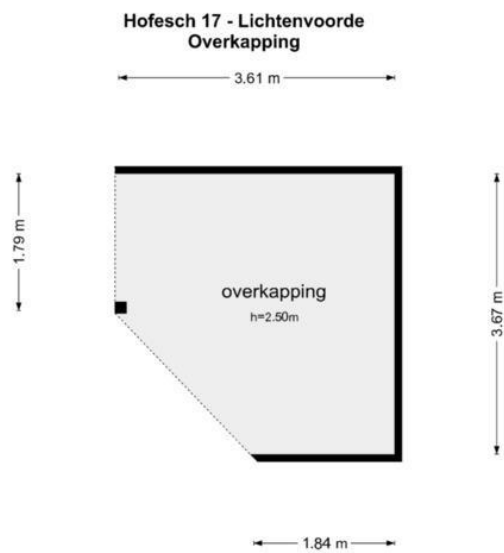 Hofesch 17 - Lichtenvoorde
Overkapping
3.61 m
1.79 m
overkapping
h=2.50m
3.67 m
1.84 m